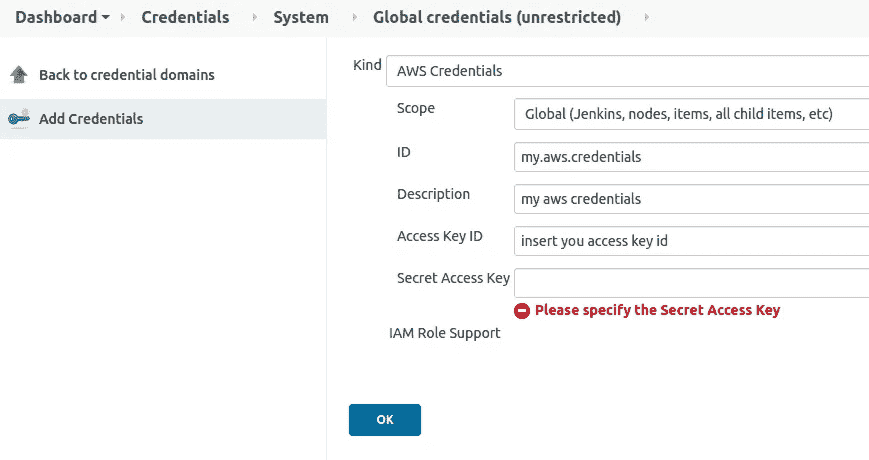 Dashboard Credentials System Global credentials (unrestricted)
Back to credential domains
Add Credentials
Kind AWS Credentials
Scope Global (Jenkins, nodes, items, all child items, etc)
ID my.aws.credentials
Description my aws credentials
Access Key ID insert you access key id
Secret Access Key
Please specify the Secret Access Key
IAM Role Support
OK